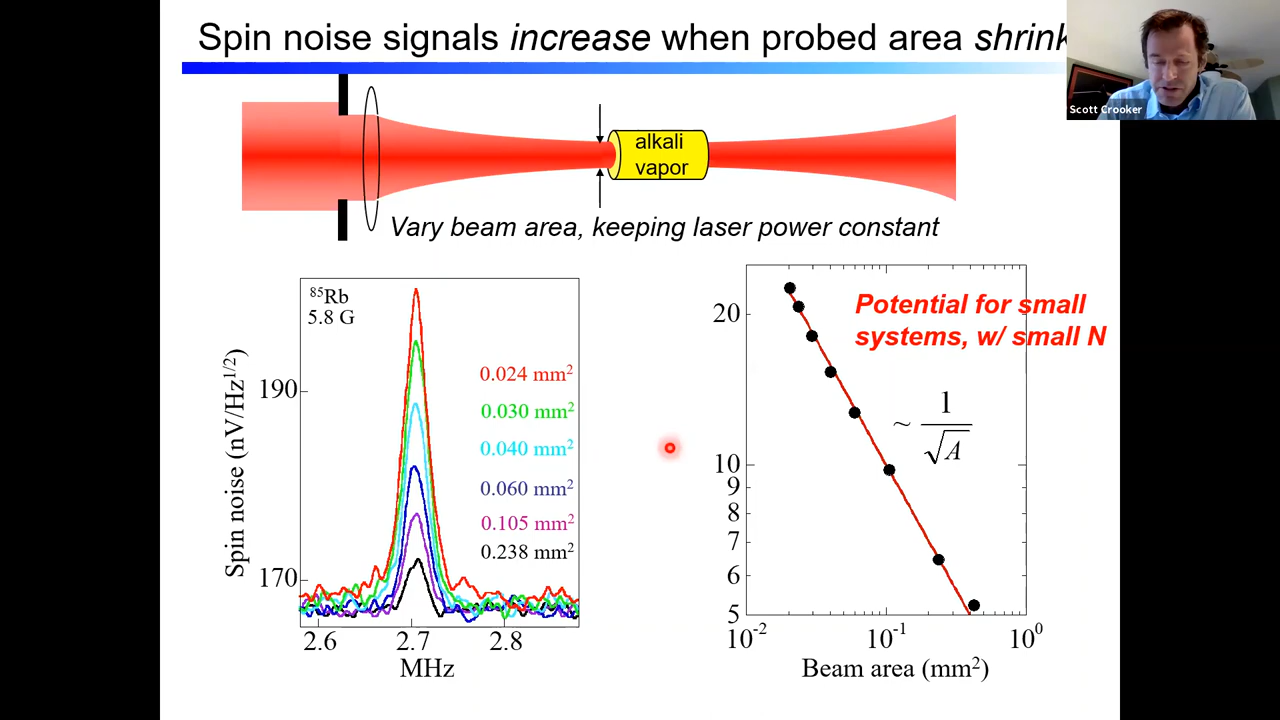 Spin noise signals increase when probed area shrink
Scott Crooker
alkali
vapor
Vary beam area, keeping laser power constant
⁸⁵Rb
5.8 G
Spin noise (nV/Hz¹ᐟ²)
190
170
0.024 mm²
0.030 mm²
0.040 mm²
0.060 mm²
0.105 mm²
0.238 mm²
2.6 2.7 2.8
MHz
Potential for small
systems, w/ small N
~ 1/√A
20
10
9
8
7
6
5
10⁻² 10⁻¹ 10⁰
Beam area (mm²)